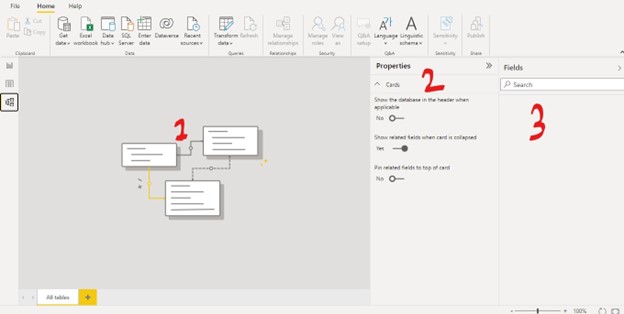 File Home Help
Paste
Cut
Copy
Clipboard
Get data
Excel workbook
Data hub
SQL Server
Enter data
Dataverse
Recent sources
Data
Transform data
Refresh
Queries
Manage relationships
Relationships
Manage roles
View as
Security
Q&A setup
Language
Linguistic schema
Q&A
Sensitivity
Sensitivity
Publish
Share
1
Properties
2
Cards
Show the database in the header when
applicable
No
Show related fields when card is collapsed
Yes
Pin related fields to top of card
No
Fields
Search
3
All tables +
- + 100%